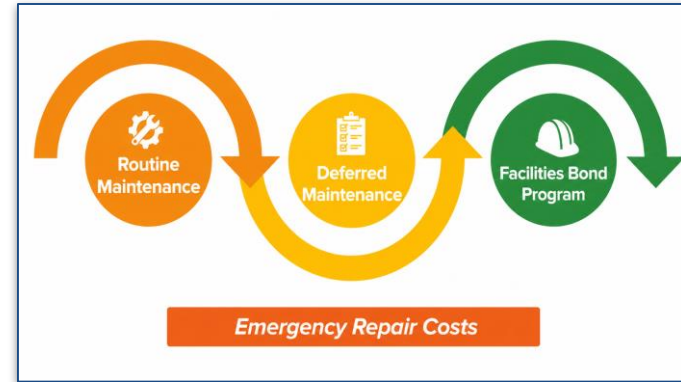 Routine
Maintenance
Deferred
Maintenance
Facilities Bond
Program
Emergency Repair Costs